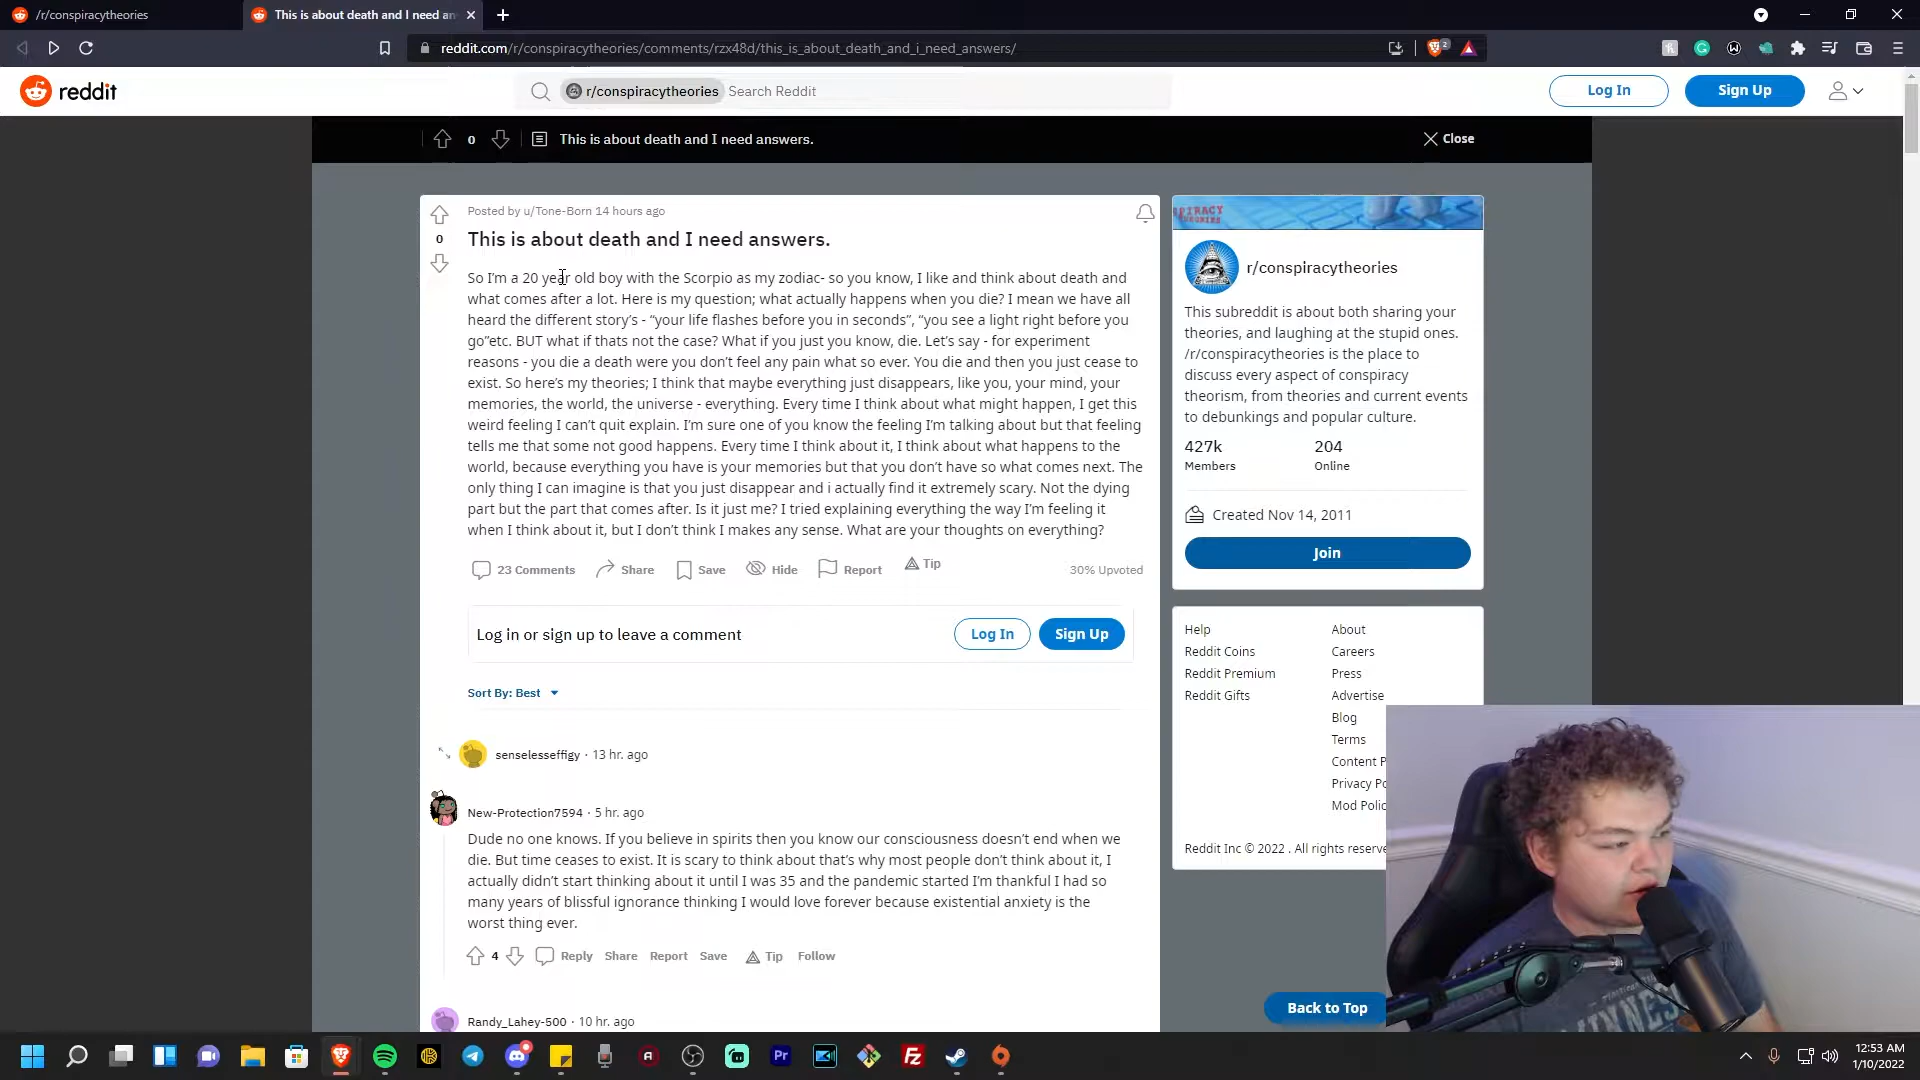 /r/conspiracytheories
This is about death and I need an
reddit.com/r/conspiracytheories/comments/rzx48d/this_is_about_death_and_i_need_answers/
2
reddit
r/conspiracytheories
Search Reddit
Log In
Sign Up
0
This is about death and I need answers.
Close
Posted by u/Tone-Born 14 hours ago
0
This is about death and I need answers.
So I'm a 20 year old boy with the Scorpio as my zodiac- so you know, I like and think about death and
what comes after a lot. Here is my question; what actually happens when you die? I mean we have all
heard the different story's - “your life flashes before you in seconds”, “you see a light right before you
go”etc. BUT what if thats not the case? What if you just you know, die. Let's say - for experiment
reasons - you die a death were you don't feel any pain what so ever. You die and then you just cease to
exist. So here's my theories; I think that maybe everything just disappears, like you, your mind, your
memories, the world, the universe - everything. Every time I think about what might happen, I get this
weird feeling I can't quit explain. I'm sure one of you know the feeling I'm talking about but that feeling
tells me that some not good happens. Every time I think about it, I think about what happens to the
world, because everything you have is your memories but that you don't have so what comes next. The
only thing I can imagine is that you just disappear and i actually find it extremely scary. Not the dying
part but the part that comes after. Is it just me? I tried explaining everything the way I'm feeling it
when I think about it, but I don't think I makes any sense. What are your thoughts on everything?
23 Comments
Share
Save
Hide
Report
Tip
30% Upvoted
Log in or sign up to leave a comment
Log In
Sign Up
Sort By: Best
senselesseffigy · 13 hr. ago
New-Protection7594 · 5 hr. ago
Dude no one knows. If you believe in spirits then you know our consciousness doesn't end when we
die. But time ceases to exist. It is scary to think about that's why most people don't think about it, I
actually didn't start thinking about it until I was 35 and the pandemic started I'm thankful I had so
many years of blissful ignorance thinking I would love forever because existential anxiety is the
worst thing ever.
4
Reply
Share
Report
Save
Tip
Follow
Randy_Lahey-500 · 10 hr. ago
r/conspiracytheories
This subreddit is about both sharing your
theories, and laughing at the stupid ones.
/r/conspiracytheories is the place to
discuss every aspect of conspiracy
theorism, from theories and current events
to debunkings and popular culture.
427k
Members
204
Online
Created Nov 14, 2011
Join
Help
Reddit Coins
Reddit Premium
Reddit Gifts
About
Careers
Press
Advertise
Blog
Terms
Content P
Privacy Po
Mod Polic
Reddit Inc © 2022 . All rights reserve
Back to Top
Pr
Fz
12:53 AM
1/10/2022